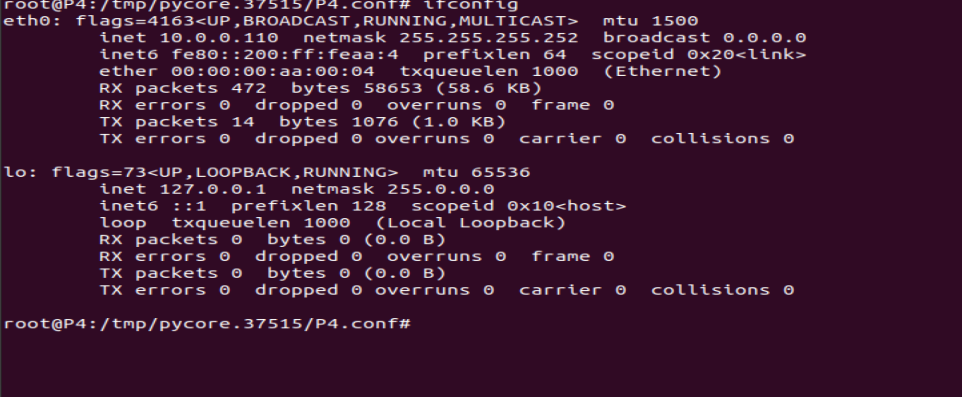 root@P4:/tmp/pycore.37515/P4.conf# ifconfig
eth0: flags=4163<UP,BROADCAST,RUNNING,MULTICAST>  mtu 1500
        inet 10.0.0.110  netmask 255.255.255.252  broadcast 0.0.0.0
        inet6 fe80::200:ff:feaa:4  prefixlen 64  scopeid 0x20<link>
        ether 00:00:00:aa:00:04  txqueuelen 1000  (Ethernet)
        RX packets 472  bytes 58653 (58.6 KB)
        RX errors 0  dropped 0  overruns 0  frame 0
        TX packets 14  bytes 1076 (1.0 KB)
        TX errors 0  dropped 0 overruns 0  carrier 0  collisions 0

lo: flags=73<UP,LOOPBACK,RUNNING>  mtu 65536
        inet 127.0.0.1  netmask 255.0.0.0
        inet6 ::1  prefixlen 128  scopeid 0x10<host>
        loop  txqueuelen 1000  (Local Loopback)
        RX packets 0  bytes 0 (0.0 B)
        RX errors 0  dropped 0  overruns 0  frame 0
        TX packets 0  bytes 0 (0.0 B)
        TX errors 0  dropped 0 overruns 0  carrier 0  collisions 0

root@P4:/tmp/pycore.37515/P4.conf#